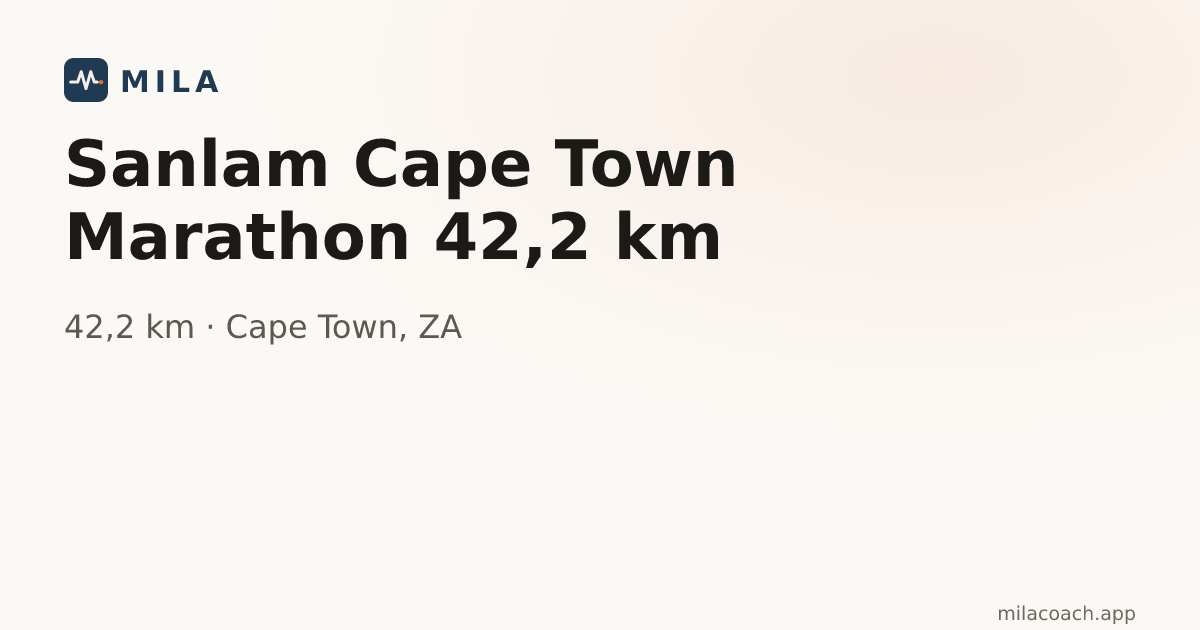 MILA
Sanlam Cape Town
Marathon 42,2 km
42,2 km · Cape Town, ZA
milacoach.app